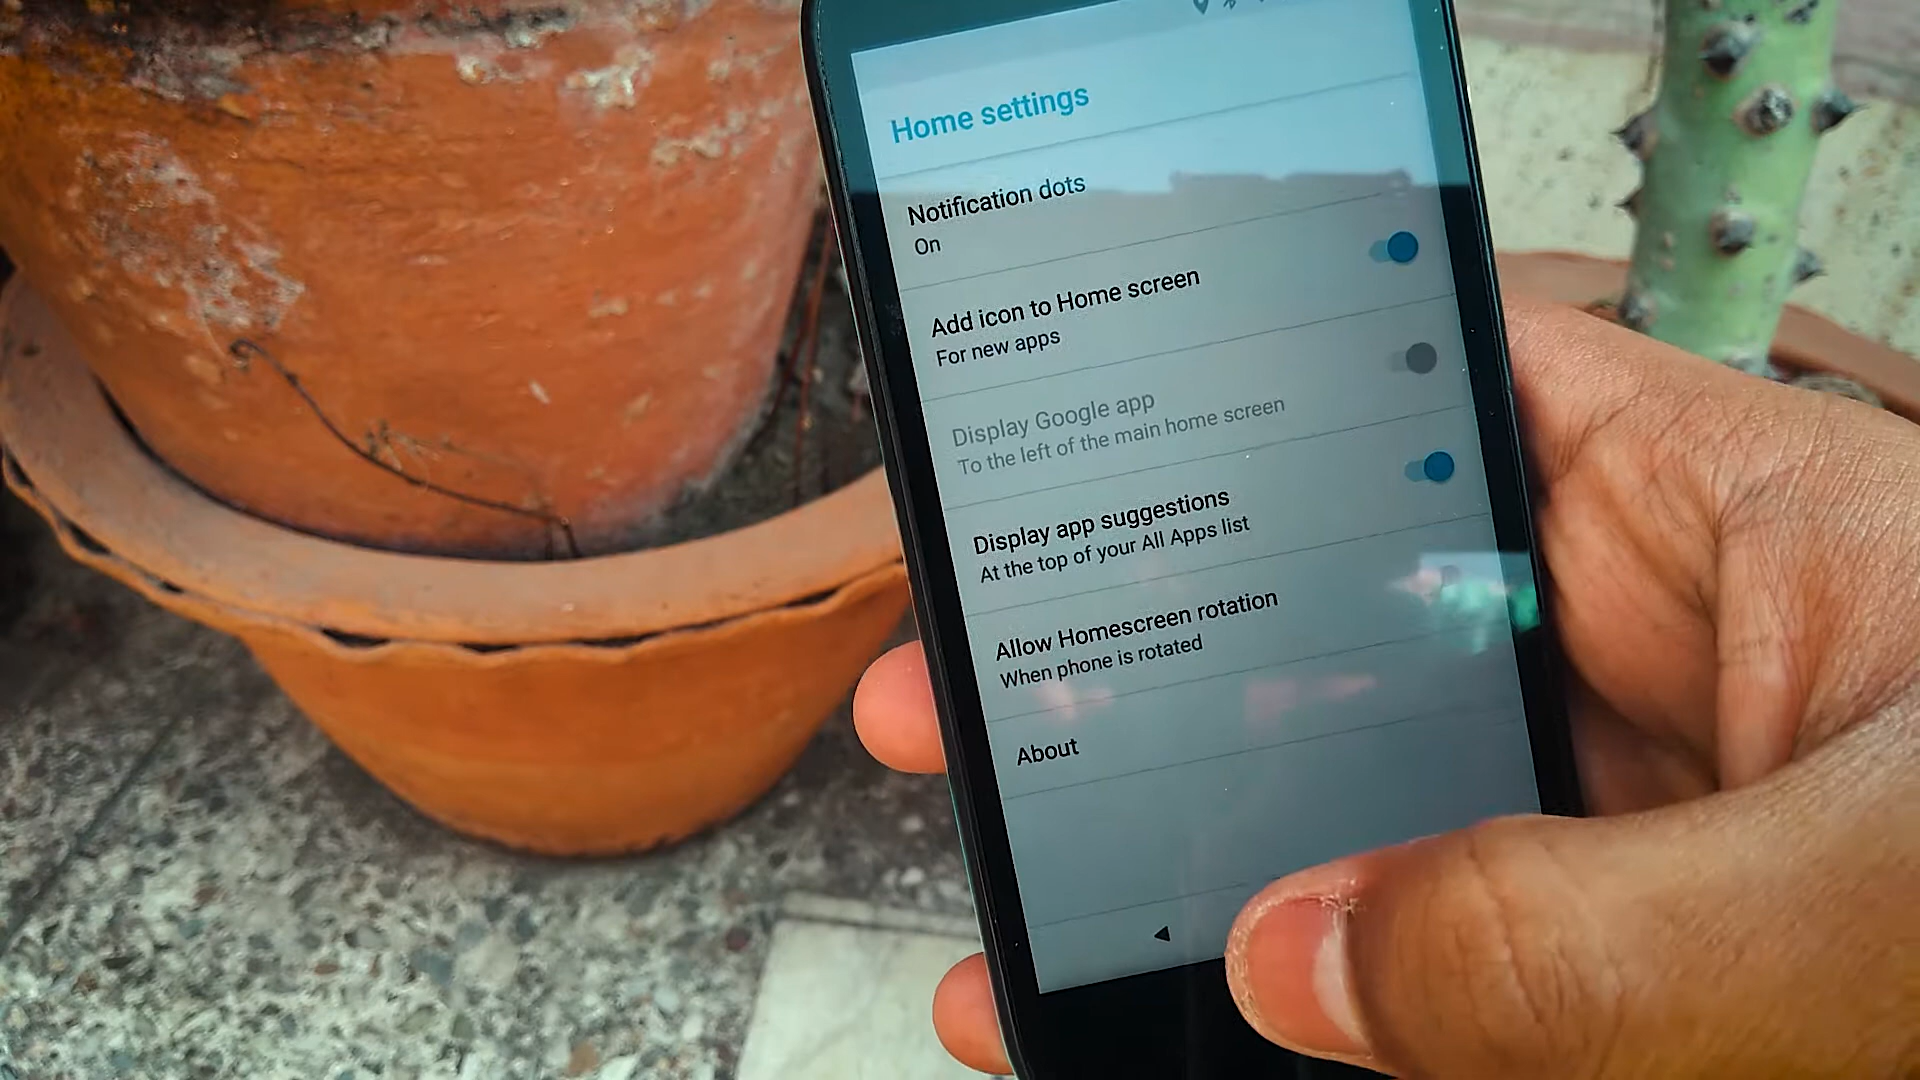 Home settings
Notification dots
On
Add icon to Home screen
For new apps
Display Google app
To the left of the main home screen
Display app suggestions
At the top of your All Apps list
Allow Homescreen rotation
When phone is rotated
About